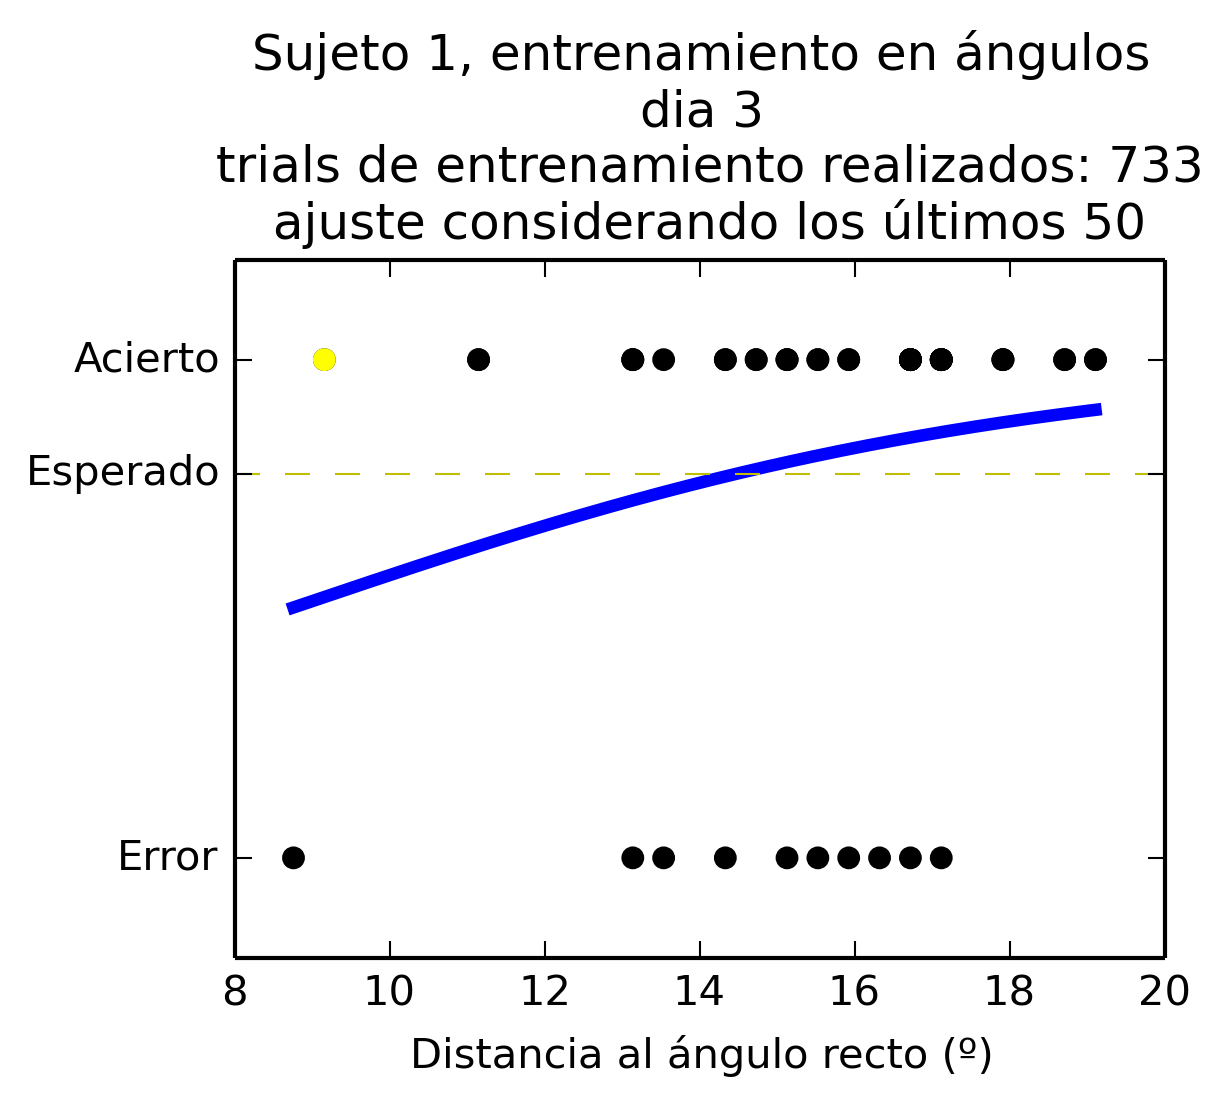 Sujeto 1, entrenamiento en ángulos
dia 3
trials de entrenamiento realizados: 733
ajuste considerando los últimos 50
Acierto
Esperado
Error
8 10 12 14 16 18 20
Distancia al ángulo recto (º)